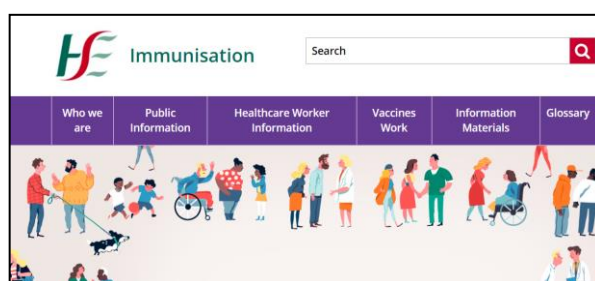 HSE Immunisation
Search
Who we are
Public Information
Healthcare Worker Information
Vaccines Work
Information Materials
Glossary